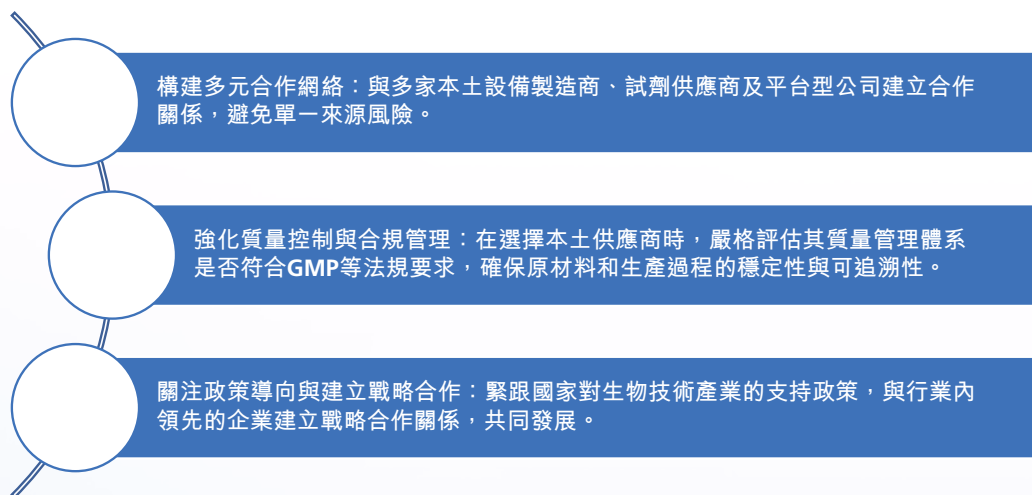 構建多元合作網絡：與多家本土設備製造商、試劑供應商及平台型公司建立合作
關係，避免單一來源風險。
強化質量控制與合規管理：在選擇本土供應商時，嚴格評估其質量管理體系
是否符合GMP等法規要求，確保原材料和生產過程的穩定性與可追溯性。
關注政策導向與建立戰略合作：緊跟國家對生物技術產業的支持政策，與行業內
領先的企業建立戰略合作關係，共同發展。